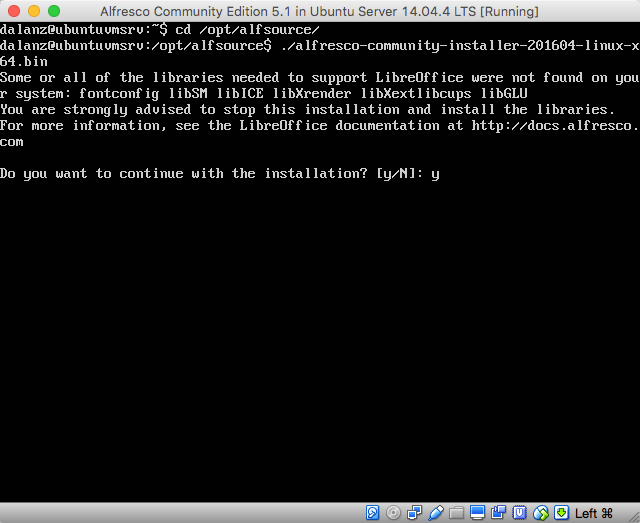 Alfresco Community Edition 5.1 in Ubuntu Server 14.04.4 LTS [Running]
dalanz@ubuntuvmsrv:~$ cd /opt/alfsource/
dalanz@ubuntuvmsrv:/opt/alfsource$ ./alfresco-community-installer-201604-linux-x
64.bin
Some or all of the libraries needed to support LibreOffice were not found on you
r system: fontconfig libSM libICE libXrender libXextlibcups libGLU
You are strongly advised to stop this installation and install the libraries.
For more information, see the LibreOffice documentation at http://docs.alfresco.
com
Do you want to continue with the installation? [y/N]: y
Left ⌘